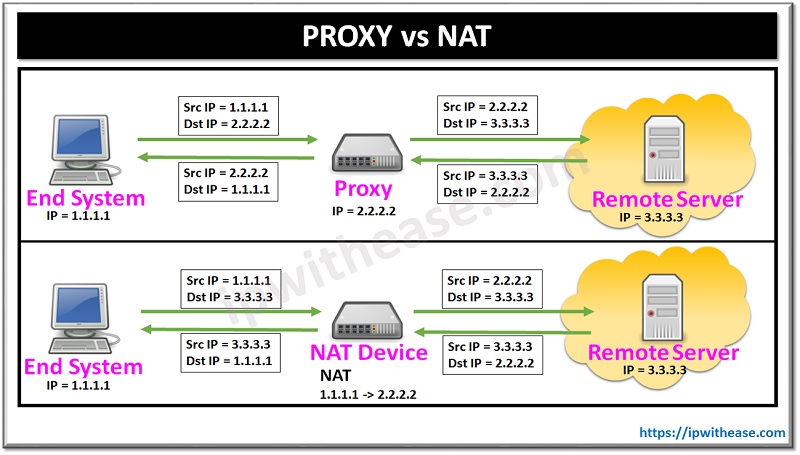 PROXY vs NAT
Src IP = 1.1.1.1
Dst IP = 2.2.2.2
Src IP = 2.2.2.2
Dst IP = 3.3.3.3
Src IP = 2.2.2.2
Dst IP = 1.1.1.1
Src IP = 3.3.3.3
Dst IP = 2.2.2.2
End System
IP = 1.1.1.1
Proxy
IP = 2.2.2.2
Remote Server
IP = 3.3.3.3
ipwithease.com
Src IP = 1.1.1.1
Dst IP = 3.3.3.3
Src IP = 2.2.2.2
Dst IP = 3.3.3.3
Src IP = 3.3.3.3
Dst IP = 1.1.1.1
Src IP = 3.3.3.3
Dst IP = 2.2.2.2
End System
IP = 1.1.1.1
NAT Device
NAT
1.1.1.1 -> 2.2.2.2
Remote Server
IP = 3.3.3.3
https://ipwithease.com